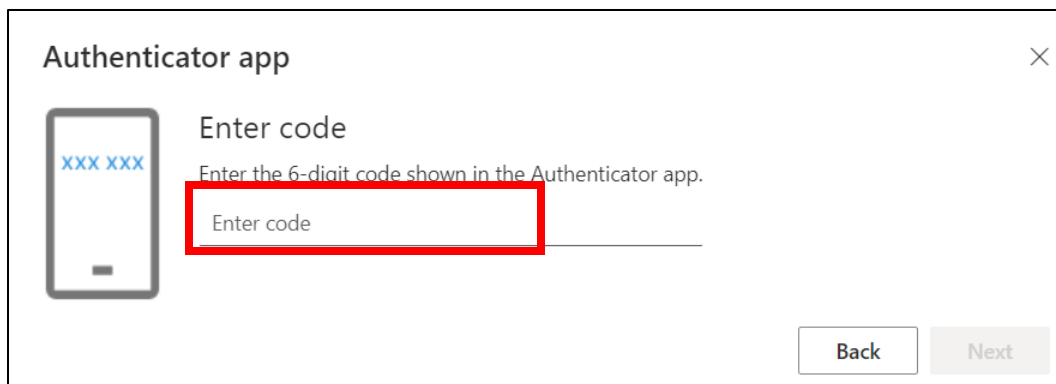 Authenticator app
xxx xxx
Enter code
Enter the 6-digit code shown in the Authenticator app.
Enter code
Back
Next